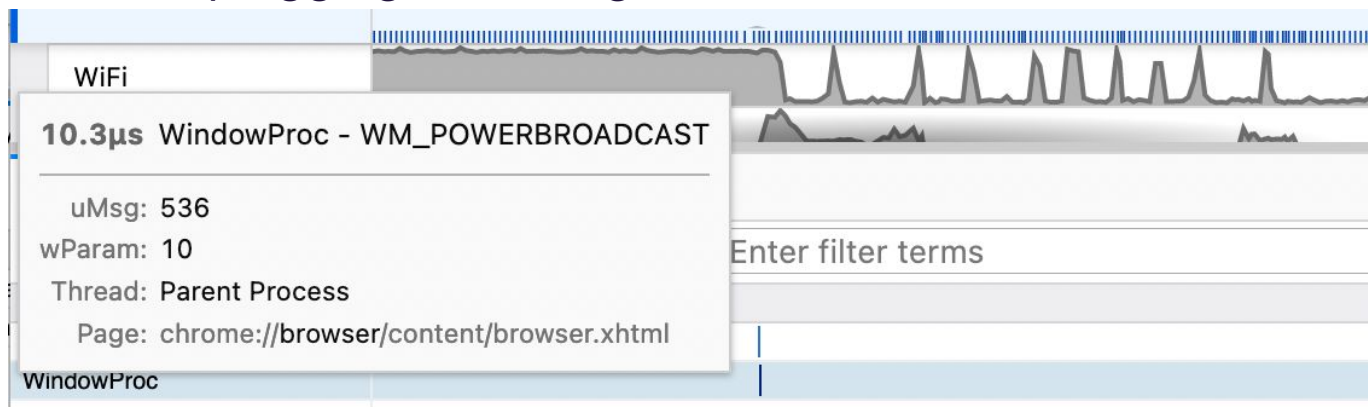 WiFi
10.3μs WindowProc - WM_POWERBROADCAST
uMsg: 536
wParam: 10
Enter filter terms
Thread: Parent Process
Page: chrome://browser/content/browser.xhtml
WindowProc